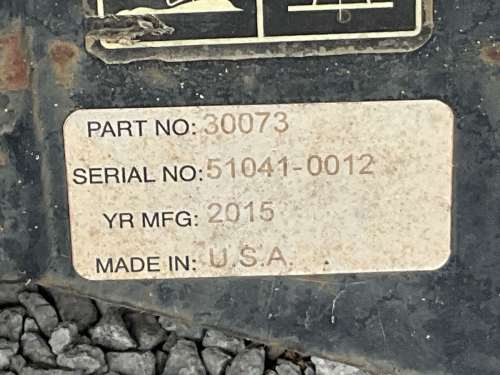 PART NO: 30073
SERIAL NO: 51041-0012
YR MFG: 2015
MADE IN: U.S.A.